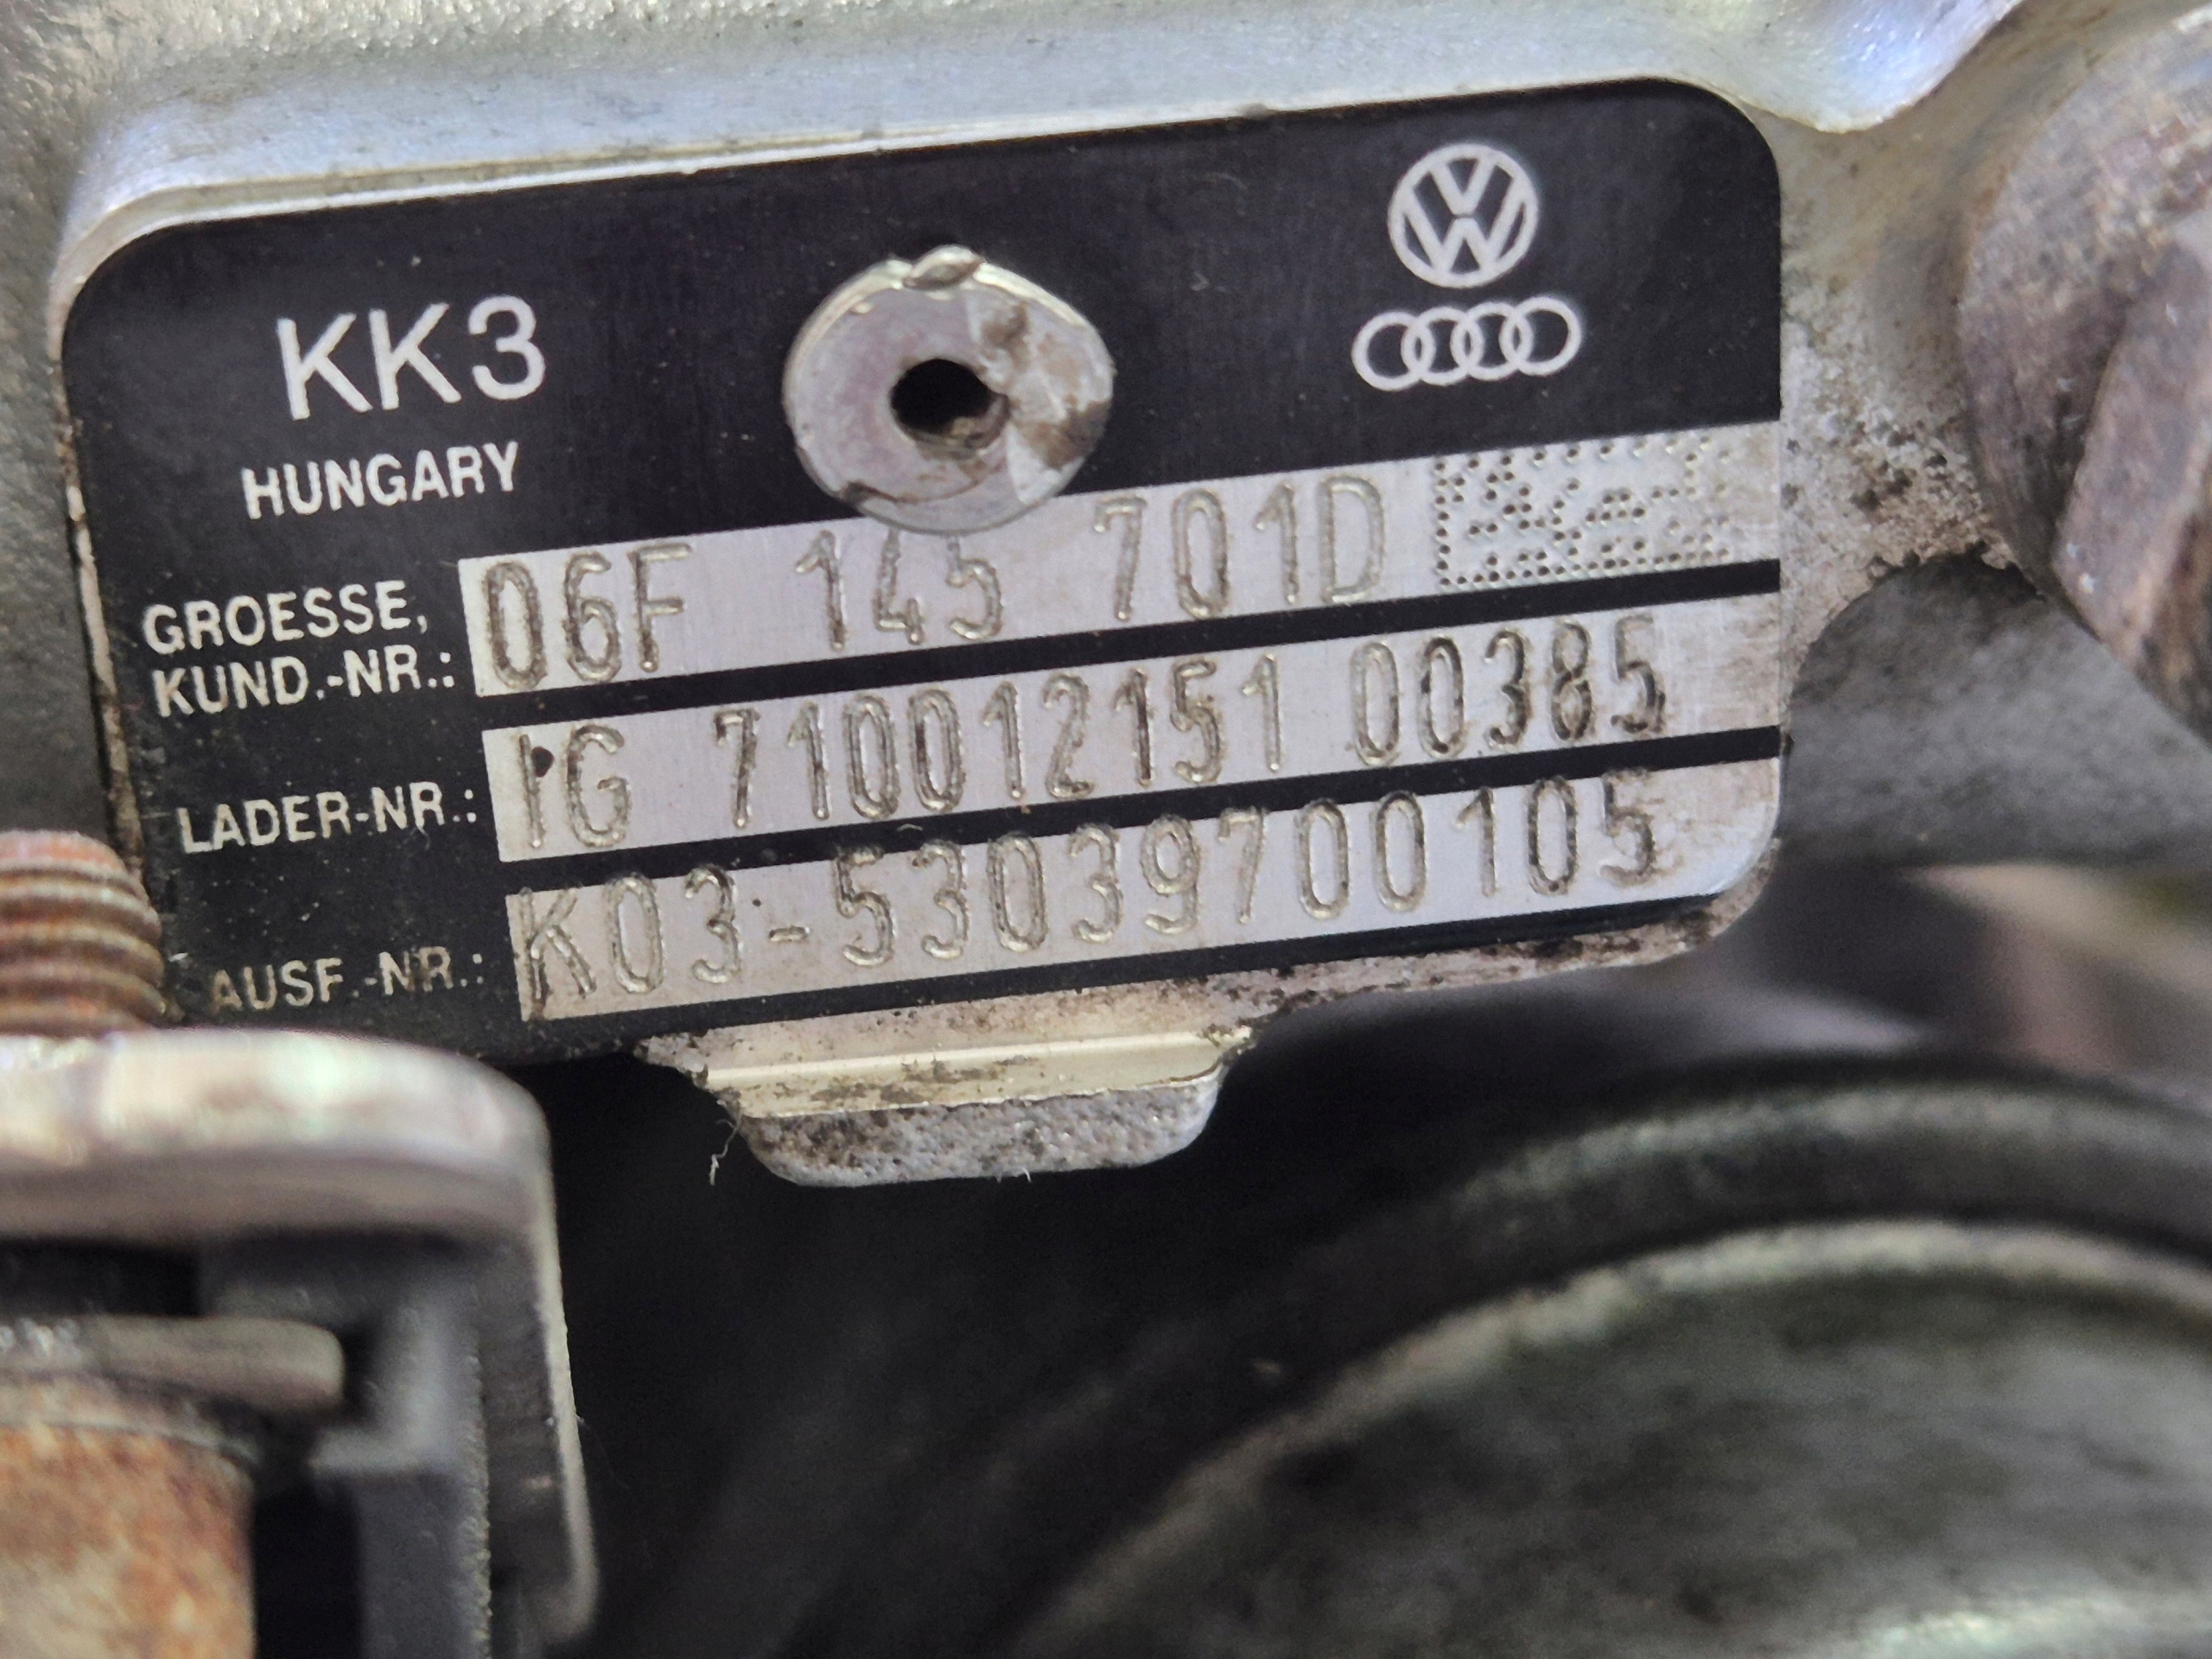 KK3
HUNGARY
GROESSE,
KUND.-NR.: 06F 145 701D
LADER-NR.: IG 710012151 00385
AUSF.-NR.: K03-53039700105